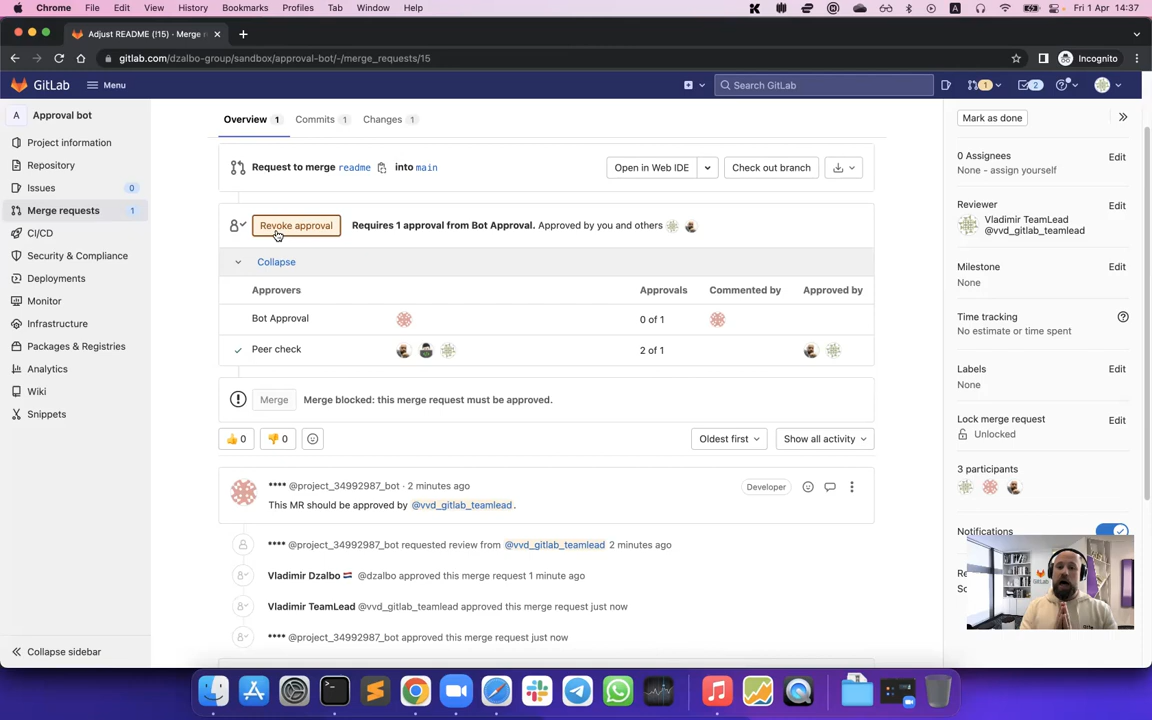 Chrome File Edit View History Bookmarks Profiles Tab Window Help A Fri 1 Apr 14:37
Adjust README (!15) · Merge r
gitlab.com/dzalbo-group/sandbox/approval-bot/-/merge_requests/15 Incognito
GitLab Menu Search GitLab 1 2
A Approval bot
Project information
Repository
Issues 0
Merge requests 1
CI/CD
Security & Compliance
Deployments
Monitor
Infrastructure
Packages & Registries
Analytics
Wiki
Snippets
Collapse sidebar
Overview 1 Commits 1 Changes 1
Request to merge readme into main Open in Web IDE Check out branch
Revoke approval Requires 1 approval from Bot Approval. Approved by you and others
Collapse
Approvers Approvals Commented by Approved by
Bot Approval 0 of 1
Peer check 2 of 1
Merge Merge blocked: this merge request must be approved.
👍 0 👎 0 Oldest first Show all activity
**** @project_34992987_bot · 2 minutes ago Developer
This MR should be approved by @vvd_gitlab_teamlead .
**** @project_34992987_bot requested review from @vvd_gitlab_teamlead 2 minutes ago
Vladimir Dzalbo 🇳🇱 @dzalbo approved this merge request 1 minute ago
Vladimir TeamLead @vvd_gitlab_teamlead approved this merge request just now
**** @project_34992987_bot approved this merge request just now
Mark as done
0 Assignees Edit
None - assign yourself
Reviewer Edit
Vladimir TeamLead
@vvd_gitlab_teamlead
Milestone Edit
None
Time tracking
No estimate or time spent
Labels Edit
None
Lock merge request Edit
Unlocked
3 participants
Notifications
GitLab